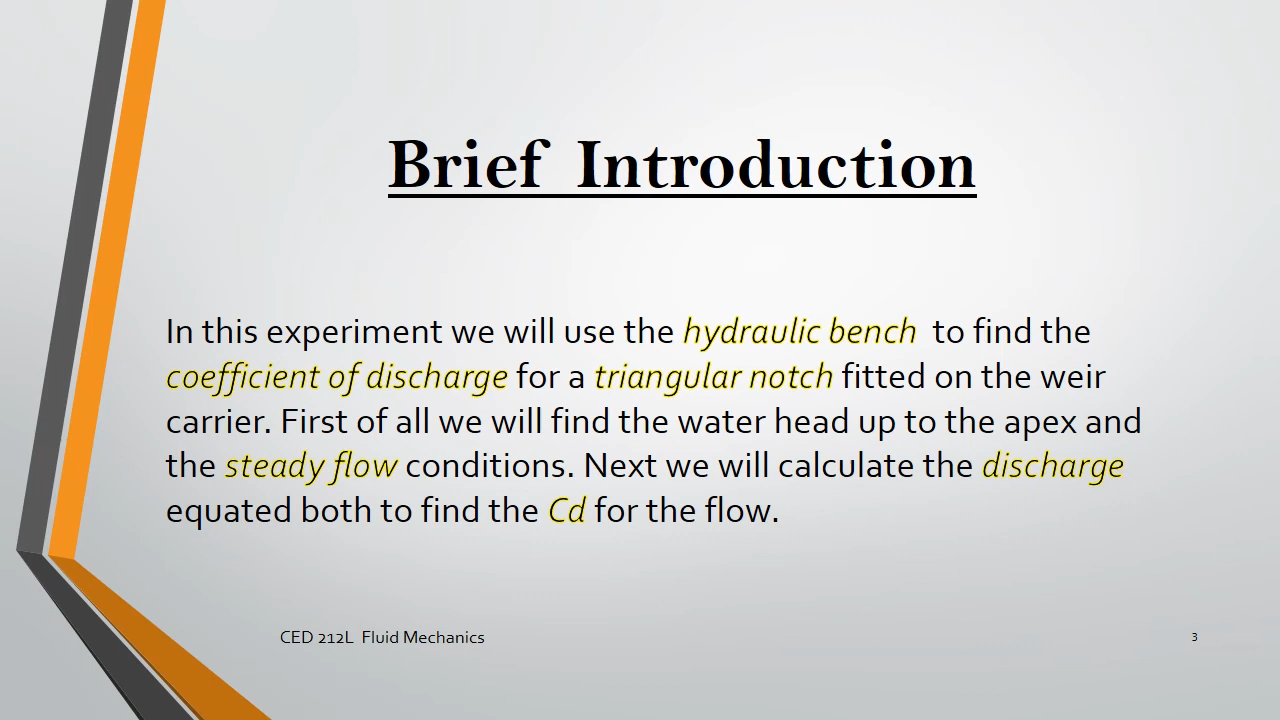 Brief Introduction
In this experiment we will use the hydraulic bench to find the
coefficient of discharge for a triangular notch fitted on the weir
carrier. First of all we will find the water head up to the apex and
the steady flow conditions. Next we will calculate the discharge
equated both to find the Cd for the flow.
CED 212L Fluid Mechanics
3